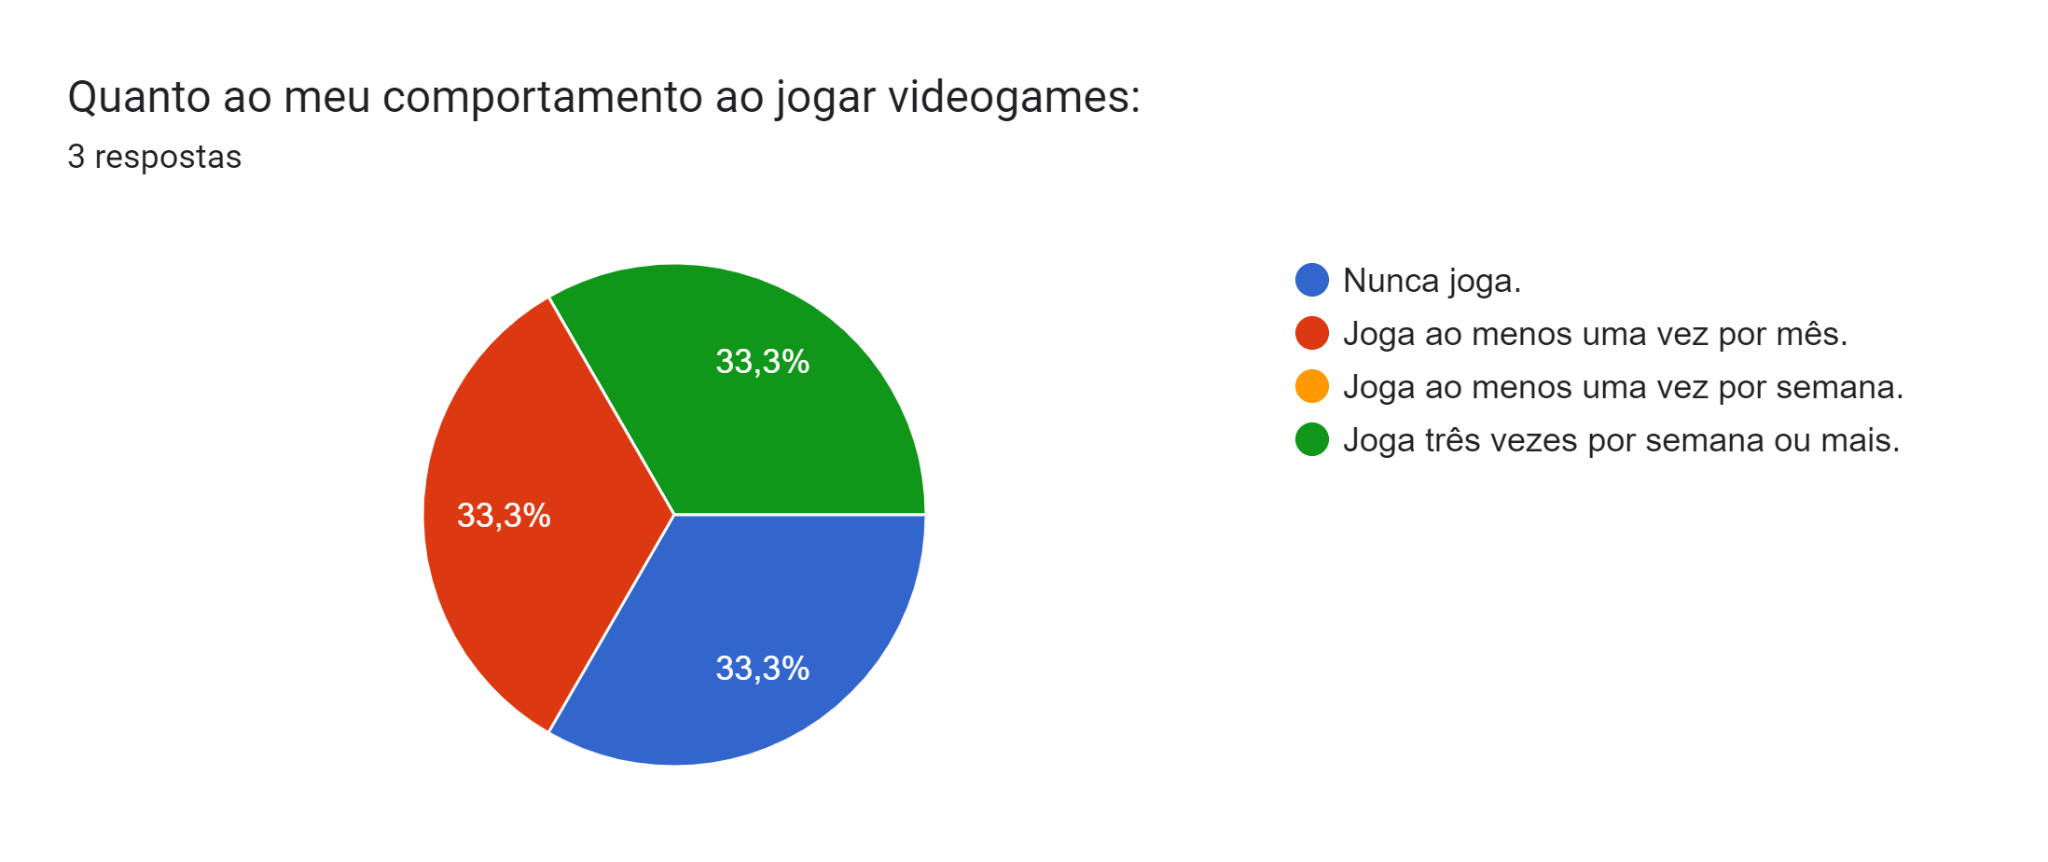 Quanto ao meu comportamento ao jogar videogames:
3 respostas
33,3%
33,3%
33,3%
Nunca joga.
Joga ao menos uma vez por mês.
Joga ao menos uma vez por semana.
Joga três vezes por semana ou mais.